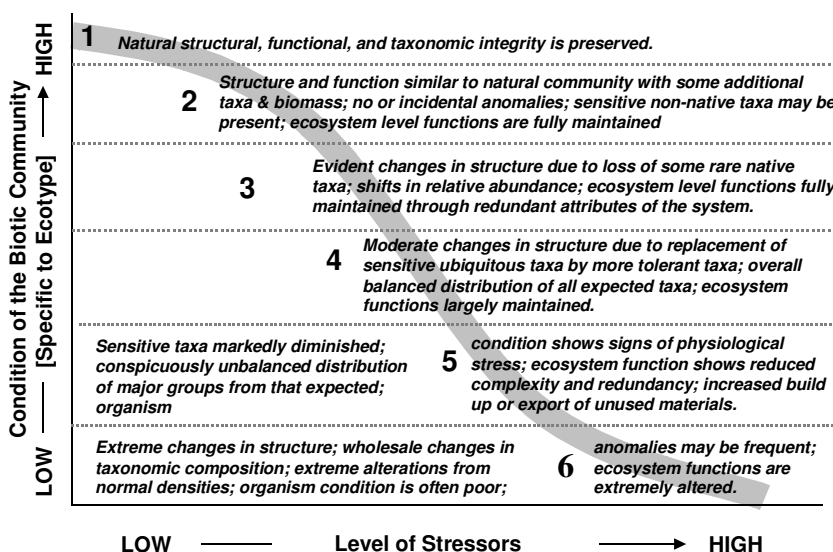 1 Natural structural, functional, and taxonomic integrity is preserved.
2 Structure and function similar to natural community with some additional
taxa & biomass; no or incidental anomalies; sensitive non-native taxa may be
present; ecosystem level functions are fully maintained
3 Evident changes in structure due to loss of some rare native
taxa; shifts in relative abundance; ecosystem level functions fully
maintained through redundant attributes of the system.
4 Moderate changes in structure due to replacement of
sensitive ubiquitous taxa by more tolerant taxa; overall
balanced distribution of all expected taxa; ecosystem
functions largely maintained.
Sensitive taxa markedly diminished;
conspicuously unbalanced distribution
of major groups from that expected;
organism
5 condition shows signs of physiological
stress; ecosystem function shows reduced
complexity and redundancy; increased build
up or export of unused materials.
Extreme changes in structure; wholesale changes in
taxonomic composition; extreme alterations from
normal densities; organism condition is often poor;
6 anomalies may be frequent;
ecosystem functions are
extremely altered.
Condition of the Biotic Community
LOW [Specific to Ecotype] HIGH
LOW Level of Stressors HIGH